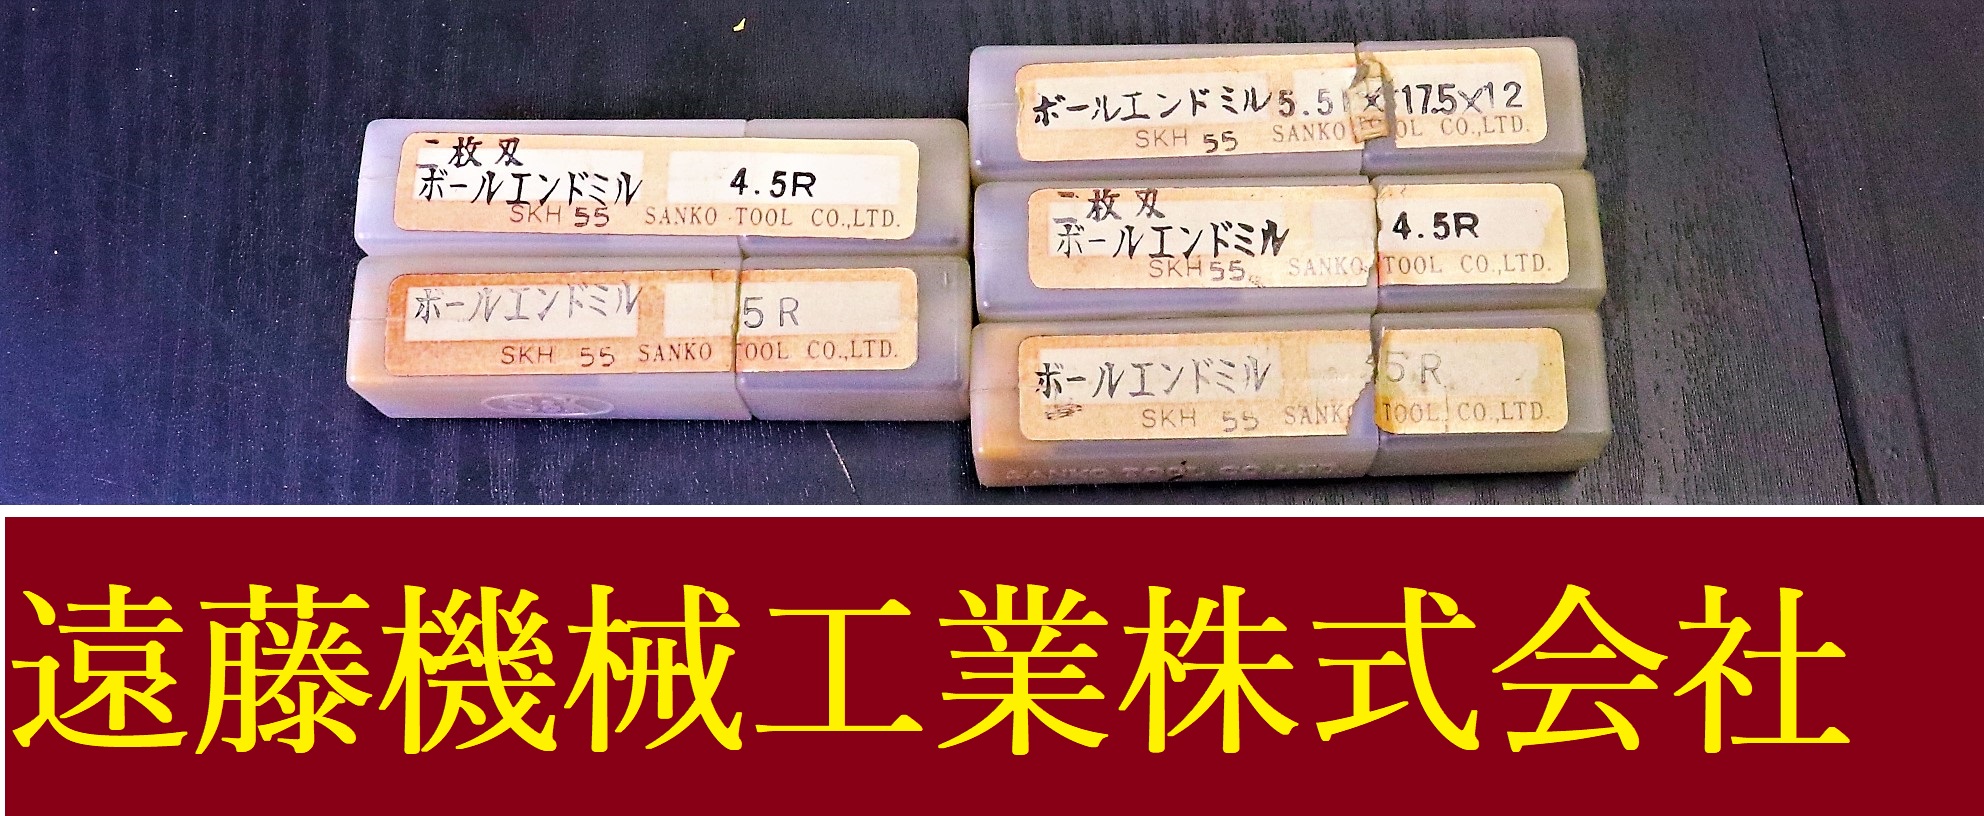 二枚刃
ボールエンドミル 4.5R
SKH 55 SANKO TOOL CO.,LTD.
ボールエンドミル 5R
SKH 55 SANKO TOOL CO.,LTD.
ボールエンドミル 5.5 × 17.5×12
SKH 55 SANKO TOOL CO.,LTD.
二枚刃
ボールエンドミル 4.5R
SKH 55 SANKO TOOL CO.,LTD.
ボールエンドミル 5R
SKH 55 SANKO TOOL CO.,LTD.
SANKO TOOL CO.,LTD.
遠藤機械工業株式会社